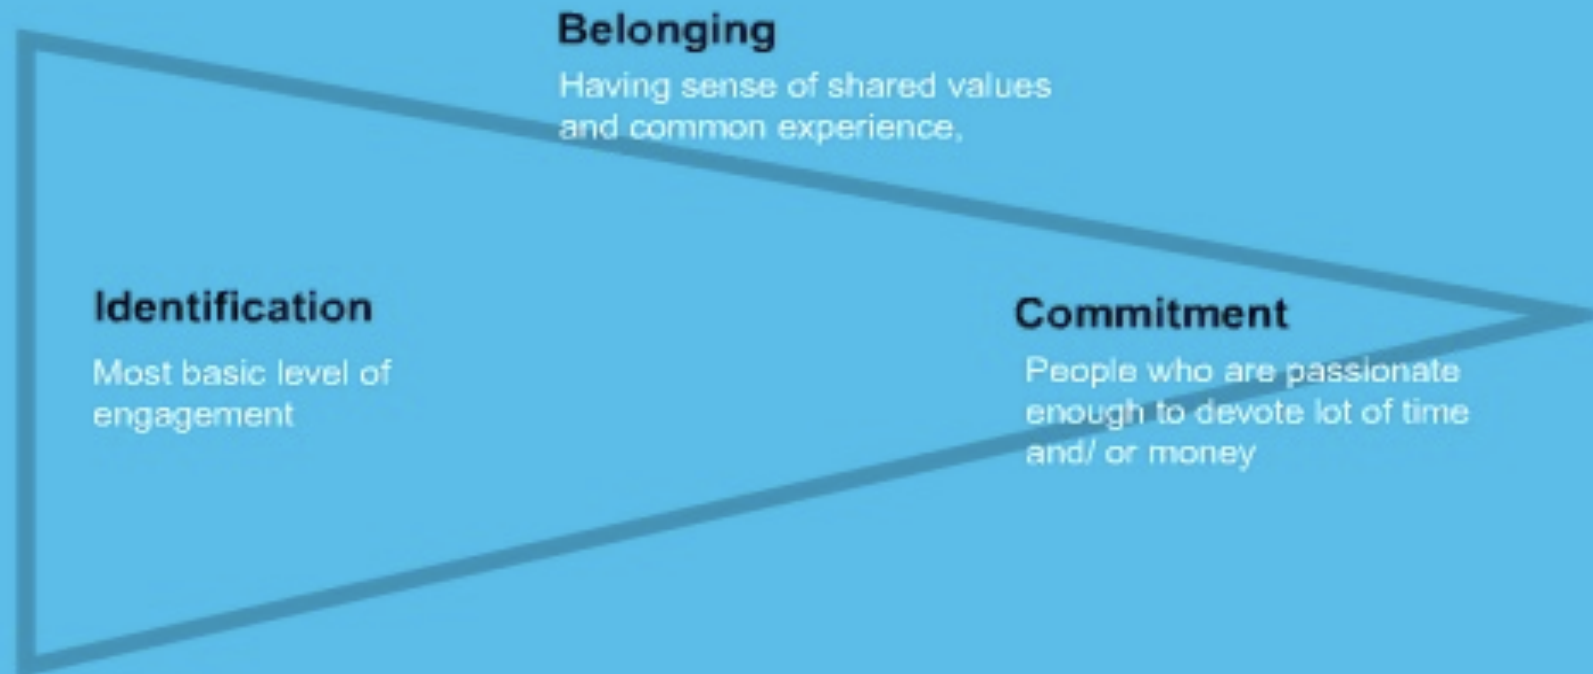 Belonging
Having sense of shared values
and common experience,
Identification
Most basic level of
engagement
Commitment
People who are passionate
enough to devote lot of time
and/ or money